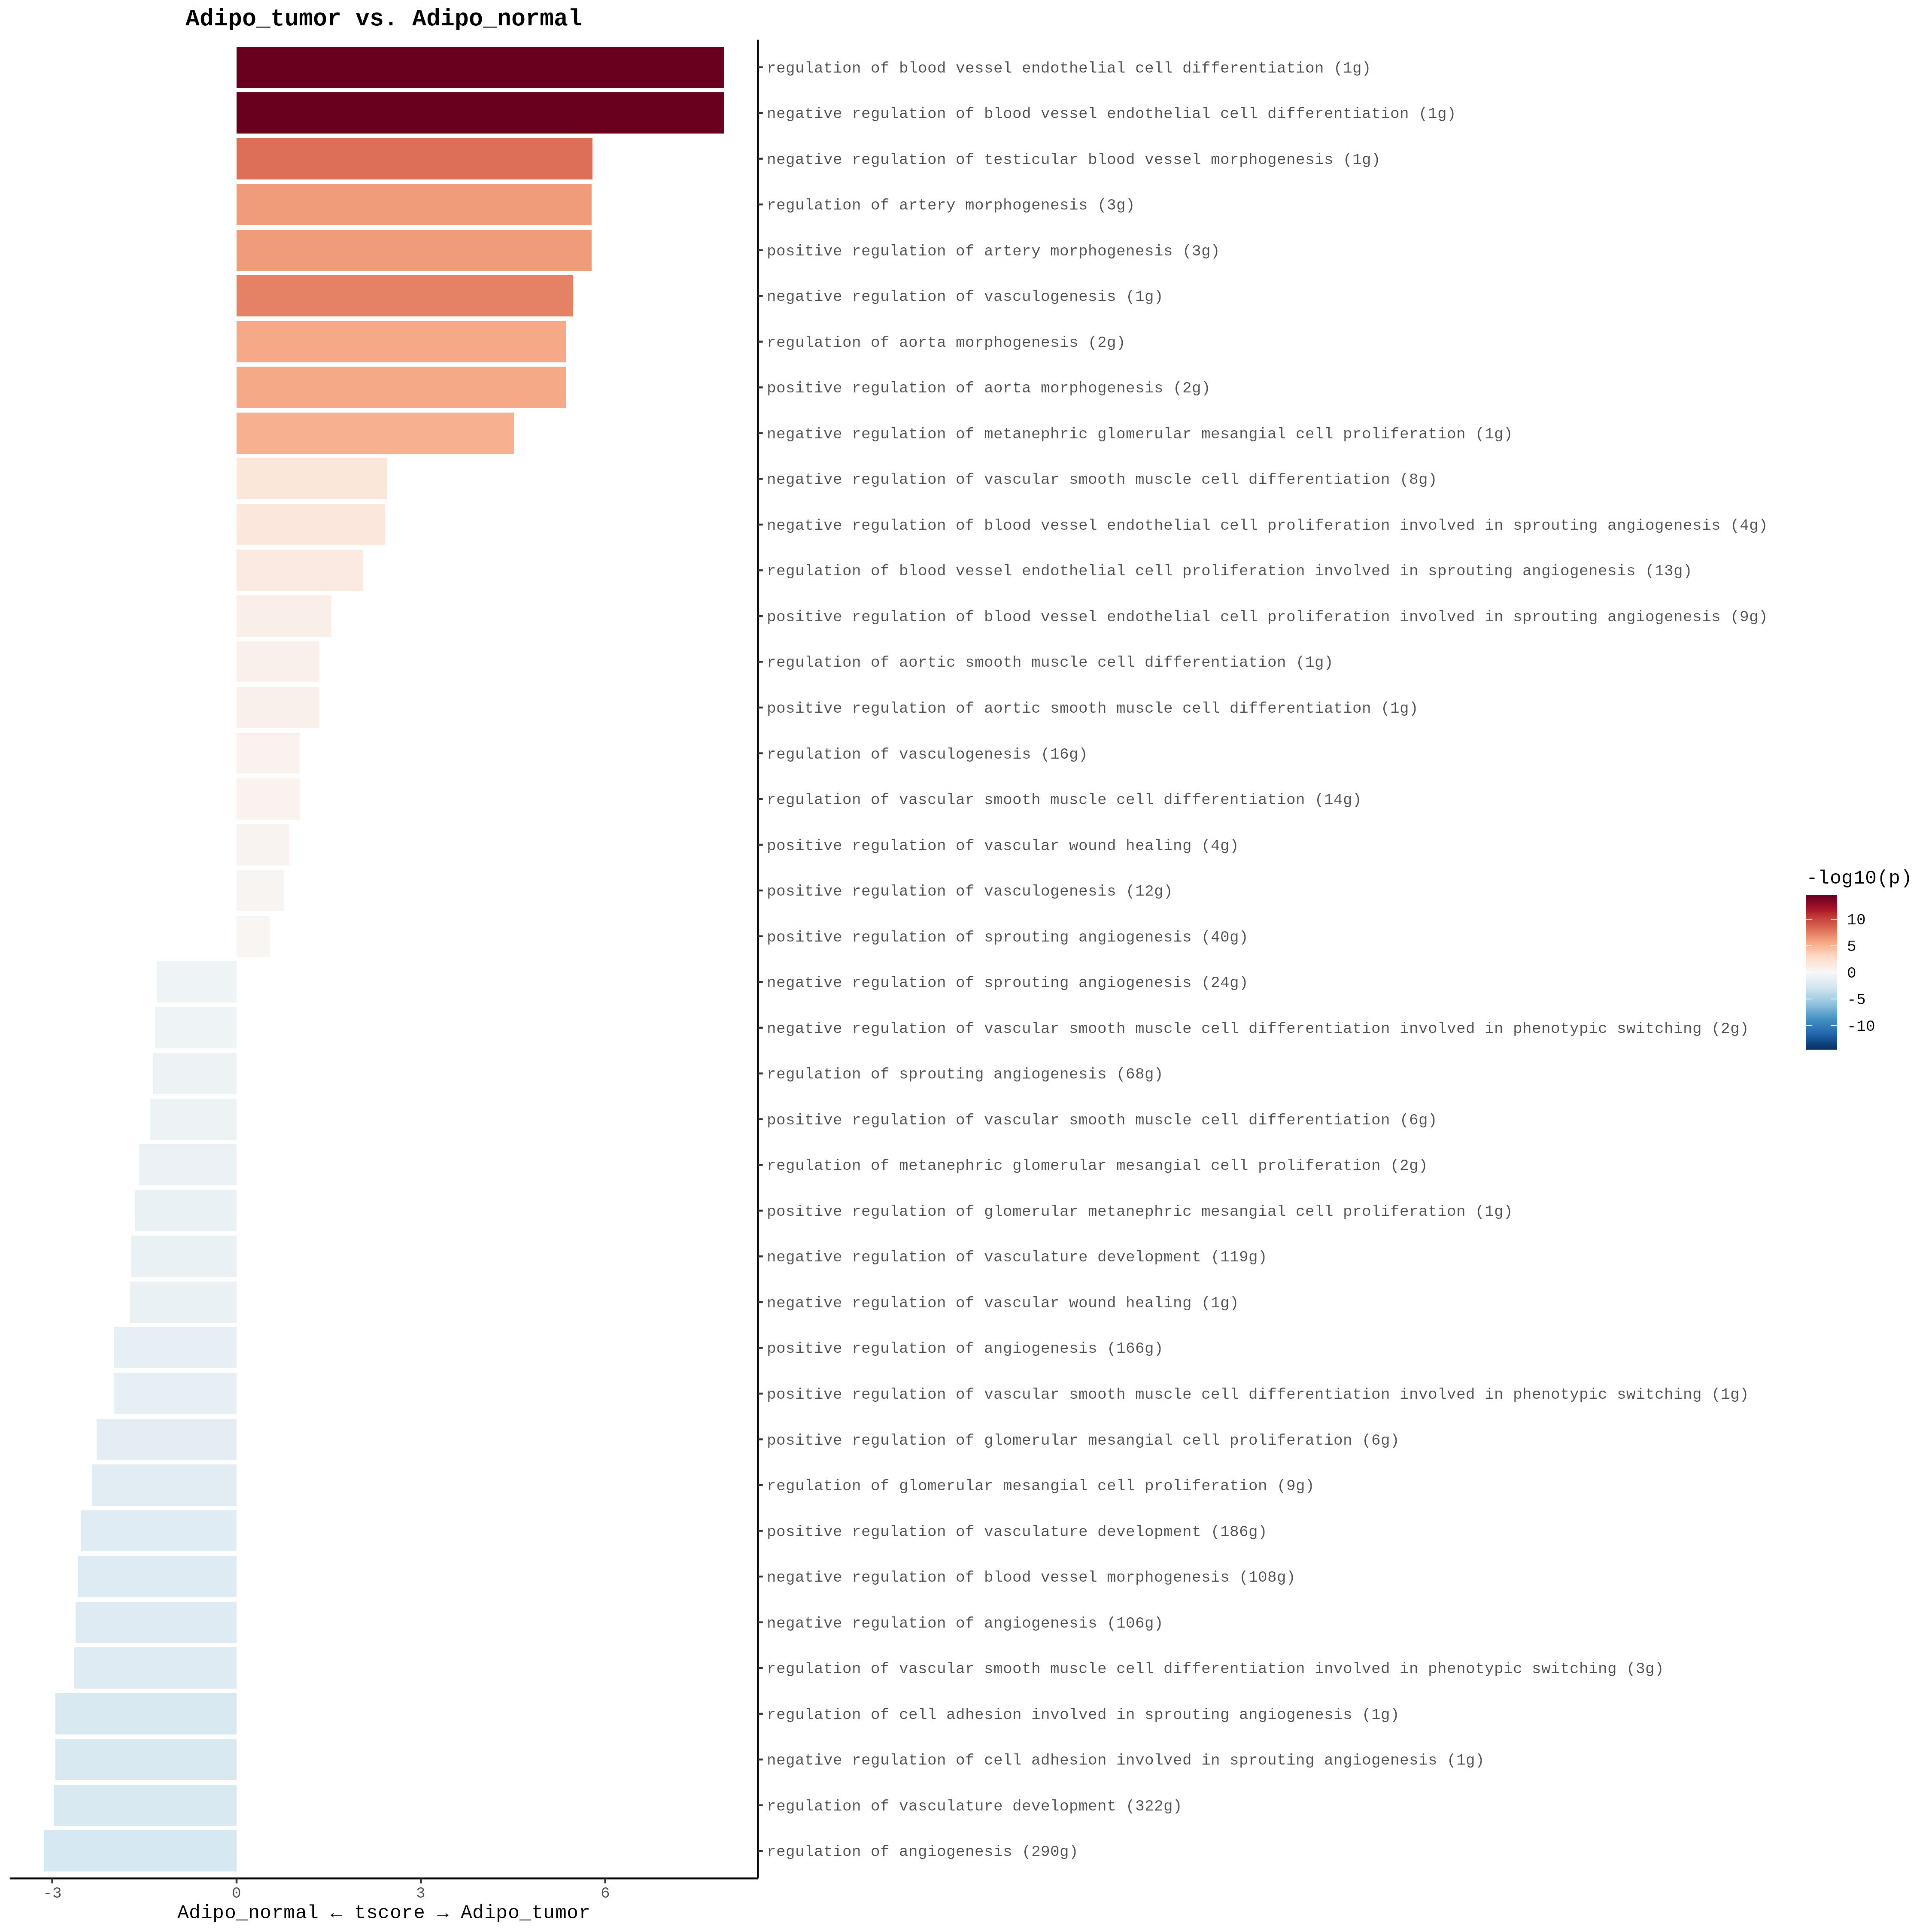 Adipo_tumor vs. Adipo_normal
regulation of blood vessel endothelial cell differentiation (1g)
negative regulation of blood vessel endothelial cell differentiation (1g)
negative regulation of testicular blood vessel morphogenesis (1g)
regulation of artery morphogenesis (3g)
positive regulation of artery morphogenesis (3g)
negative regulation of vasculogenesis (1g)
regulation of aorta morphogenesis (2g)
positive regulation of aorta morphogenesis (2g)
negative regulation of metanephric glomerular mesangial cell proliferation (1g)
negative regulation of vascular smooth muscle cell differentiation (8g)
negative regulation of blood vessel endothelial cell proliferation involved in sprouting angiogenesis (4g)
regulation of blood vessel endothelial cell proliferation involved in sprouting angiogenesis (13g)
positive regulation of blood vessel endothelial cell proliferation involved in sprouting angiogenesis (9g)
regulation of aortic smooth muscle cell differentiation (1g)
positive regulation of aortic smooth muscle cell differentiation (1g)
regulation of vasculogenesis (16g)
regulation of vascular smooth muscle cell differentiation (14g)
positive regulation of vascular wound healing (4g)
positive regulation of vasculogenesis (12g)
positive regulation of sprouting angiogenesis (40g)
negative regulation of sprouting angiogenesis (24g)
negative regulation of vascular smooth muscle cell differentiation involved in phenotypic switching (2g)
regulation of sprouting angiogenesis (68g)
positive regulation of vascular smooth muscle cell differentiation (6g)
regulation of metanephric glomerular mesangial cell proliferation (2g)
positive regulation of glomerular metanephric mesangial cell proliferation (1g)
negative regulation of vasculature development (119g)
negative regulation of vascular wound healing (1g)
positive regulation of angiogenesis (166g)
positive regulation of vascular smooth muscle cell differentiation involved in phenotypic switching (1g)
positive regulation of glomerular mesangial cell proliferation (6g)
regulation of glomerular mesangial cell proliferation (9g)
positive regulation of vasculature development (186g)
negative regulation of blood vessel morphogenesis (108g)
negative regulation of angiogenesis (106g)
regulation of vascular smooth muscle cell differentiation involved in phenotypic switching (3g)
regulation of cell adhesion involved in sprouting angiogenesis (1g)
negative regulation of cell adhesion involved in sprouting angiogenesis (1g)
regulation of vasculature development (322g)
regulation of angiogenesis (290g)
-3 0 3 6
Adipo_normal ← tscore → Adipo_tumor
-log10(p)
10
5
0
-5
-10